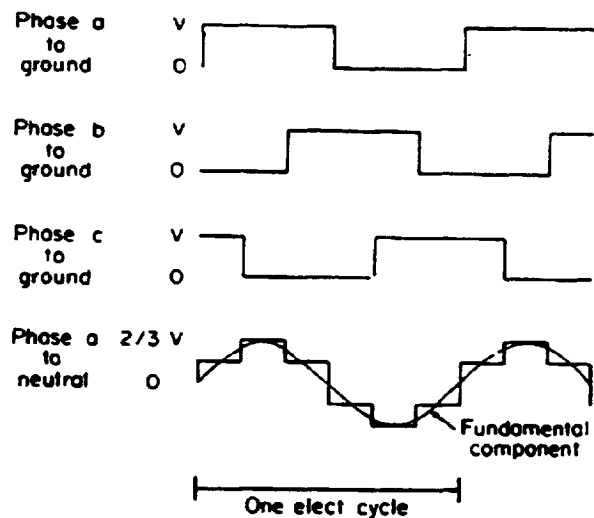 Phase a
to
ground
V
0
Phase b
to
ground
V
0
Phase c
to
ground
V
0
Phase a
to
neutral
2/3 V
0
Fundamental
component
One elect cycle